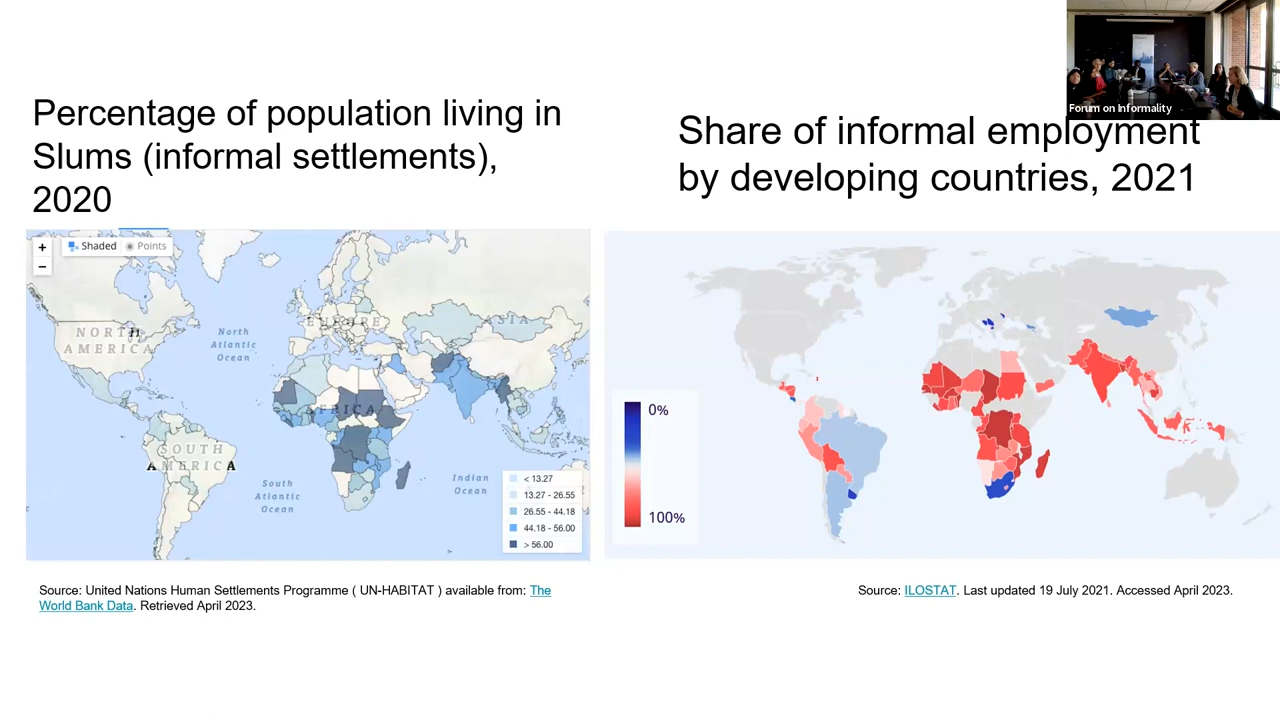 Forum on Informality
Percentage of population living in
Slums (informal settlements),
2020
Share of informal employment
by developing countries, 2021
+
−
Shaded
Points
NORTH
AMERICA
North
Atlantic
Ocean
EUROPE
ASIA
AFRICA
SOUTH
AMERICA
South
Atlantic
Ocean
Indian
Ocean
< 13.27
13.27 - 26.55
26.55 - 44.18
44.18 - 56.00
> 56.00
0%
100%
Source: United Nations Human Settlements Programme ( UN-HABITAT ) available from: The
World Bank Data. Retrieved April 2023.
Source: ILOSTAT. Last updated 19 July 2021. Accessed April 2023.